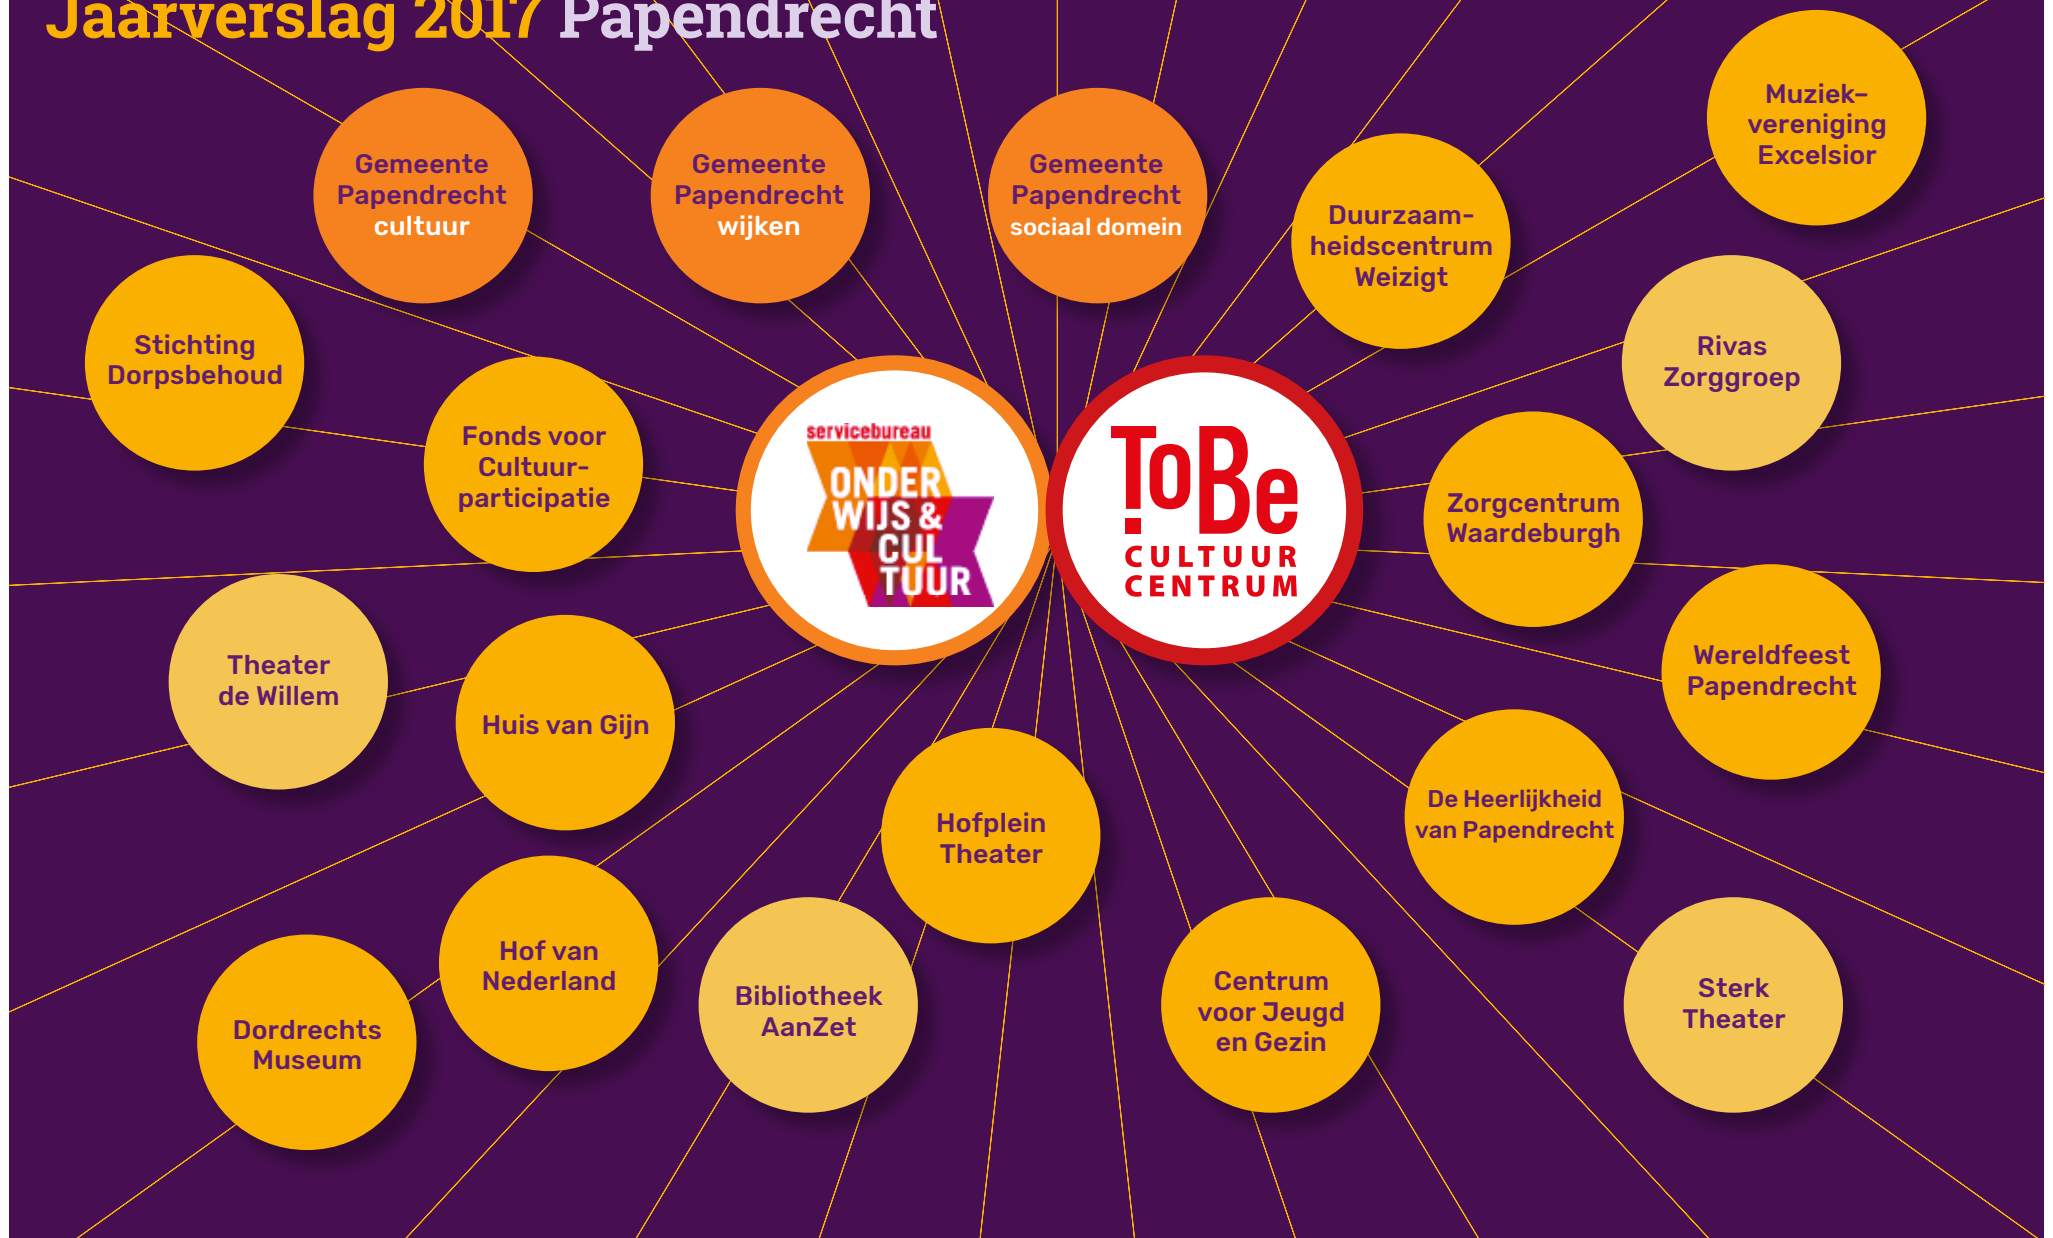 Jaarverslag 2017 Papendrecht
Gemeente
Papendrecht
cultuur
Gemeente
Papendrecht
wijken
Gemeente
Papendrecht
sociaal domein
Duurzaam-
heidscentrum
Weizigt
Muziek–
vereniging
Excelsior
Stichting
Dorpsbehoud
Fonds voor
Cultuur-
participatie
servicebureau
ONDER
WIJS &
CUL
TUUR
ToBe
CULTUUR
CENTRUM
Rivas
Zorggroep
Zorgcentrum
Waardeburgh
Theater
de Willem
Huis van Gijn
Wereldfeest
Papendrecht
Hofplein
Theater
De Heerlijkheid
van Papendrecht
Dordrechts
Museum
Hof van
Nederland
Bibliotheek
AanZet
Centrum
voor Jeugd
en Gezin
Sterk
Theater